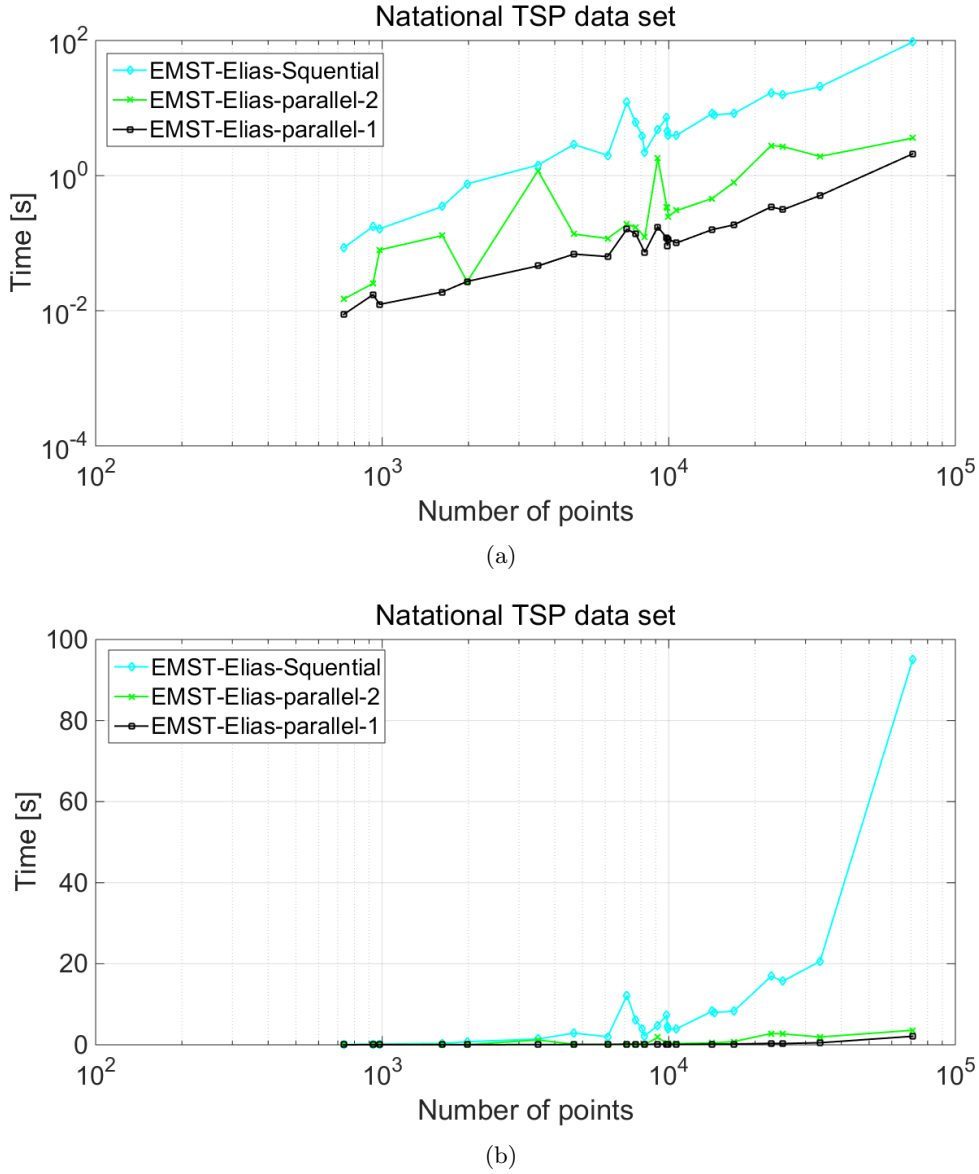 Natational TSP data set
10^2
EMST-Elias-Squential
EMST-Elias-parallel-2
EMST-Elias-parallel-1
10^0
10^-2
10^-4
Time [s]
10^2 10^3 10^4 10^5
Number of points
(a)
Natational TSP data set
100
EMST-Elias-Squential
EMST-Elias-parallel-2
EMST-Elias-parallel-1
80
60
40
20
0
Time [s]
10^2 10^3 10^4 10^5
Number of points
(b)